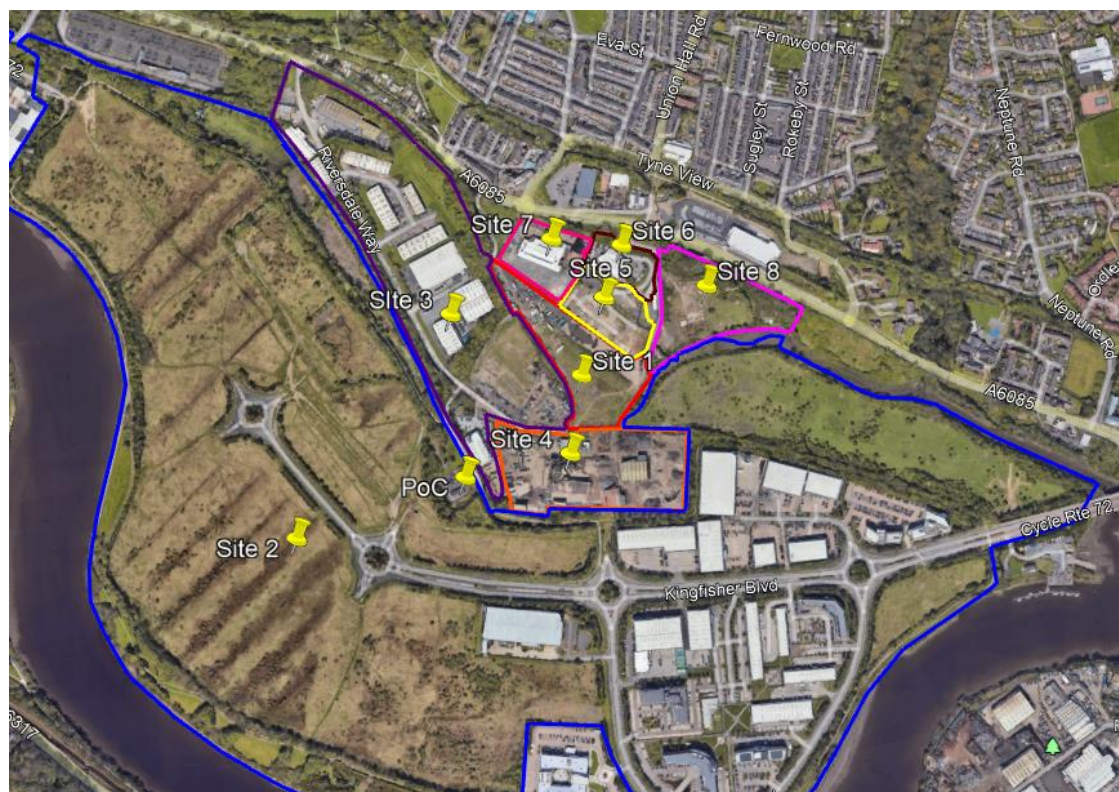 Eva St
Union Hall Rd
Fernwood Rd
Neptune Rd
Sugley St
Rokeby St
Tyne View
A6085
Riversdale Way
Site 7
Site 6
Site 5
Site 8
SIte 3
Neptune Rd
Site 1
A6085
Site 4
PoC
Cycle Rte 72
Site 2
Kingfisher Blvd